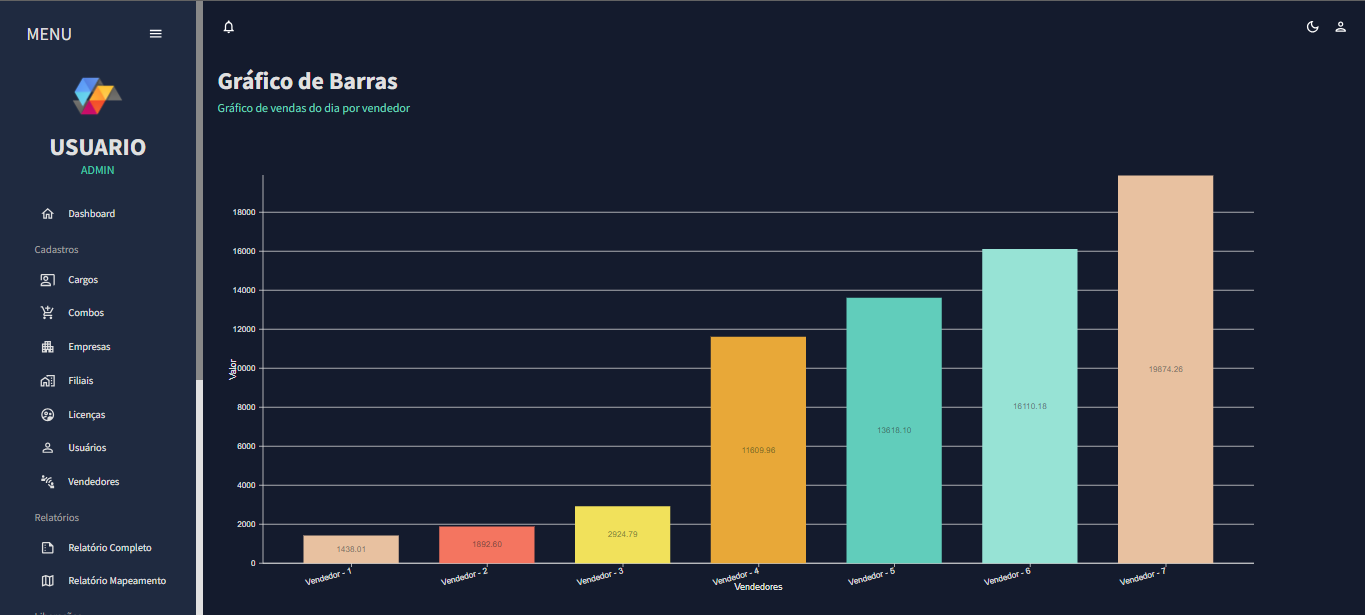 MENU
USUARIO
ADMIN
Dashboard
Cadastros
Cargos
Combos
Empresas
Filiais
Licenças
Usuários
Vendedores
Relatórios
Relatório Completo
Relatório Mapeamento
Gráfico de Barras
Gráfico de vendas do dia por vendedor
18000
16000
14000
12000
10000
8000
6000
4000
2000
0
Valor
1438.01
1892.60
2924.79
11609.96
13618.10
16110.18
19874.26
Vendedor - 1
Vendedor - 2
Vendedor - 3
Vendedor - 4
Vendedor - 5
Vendedor - 6
Vendedor - 7
Vendedores